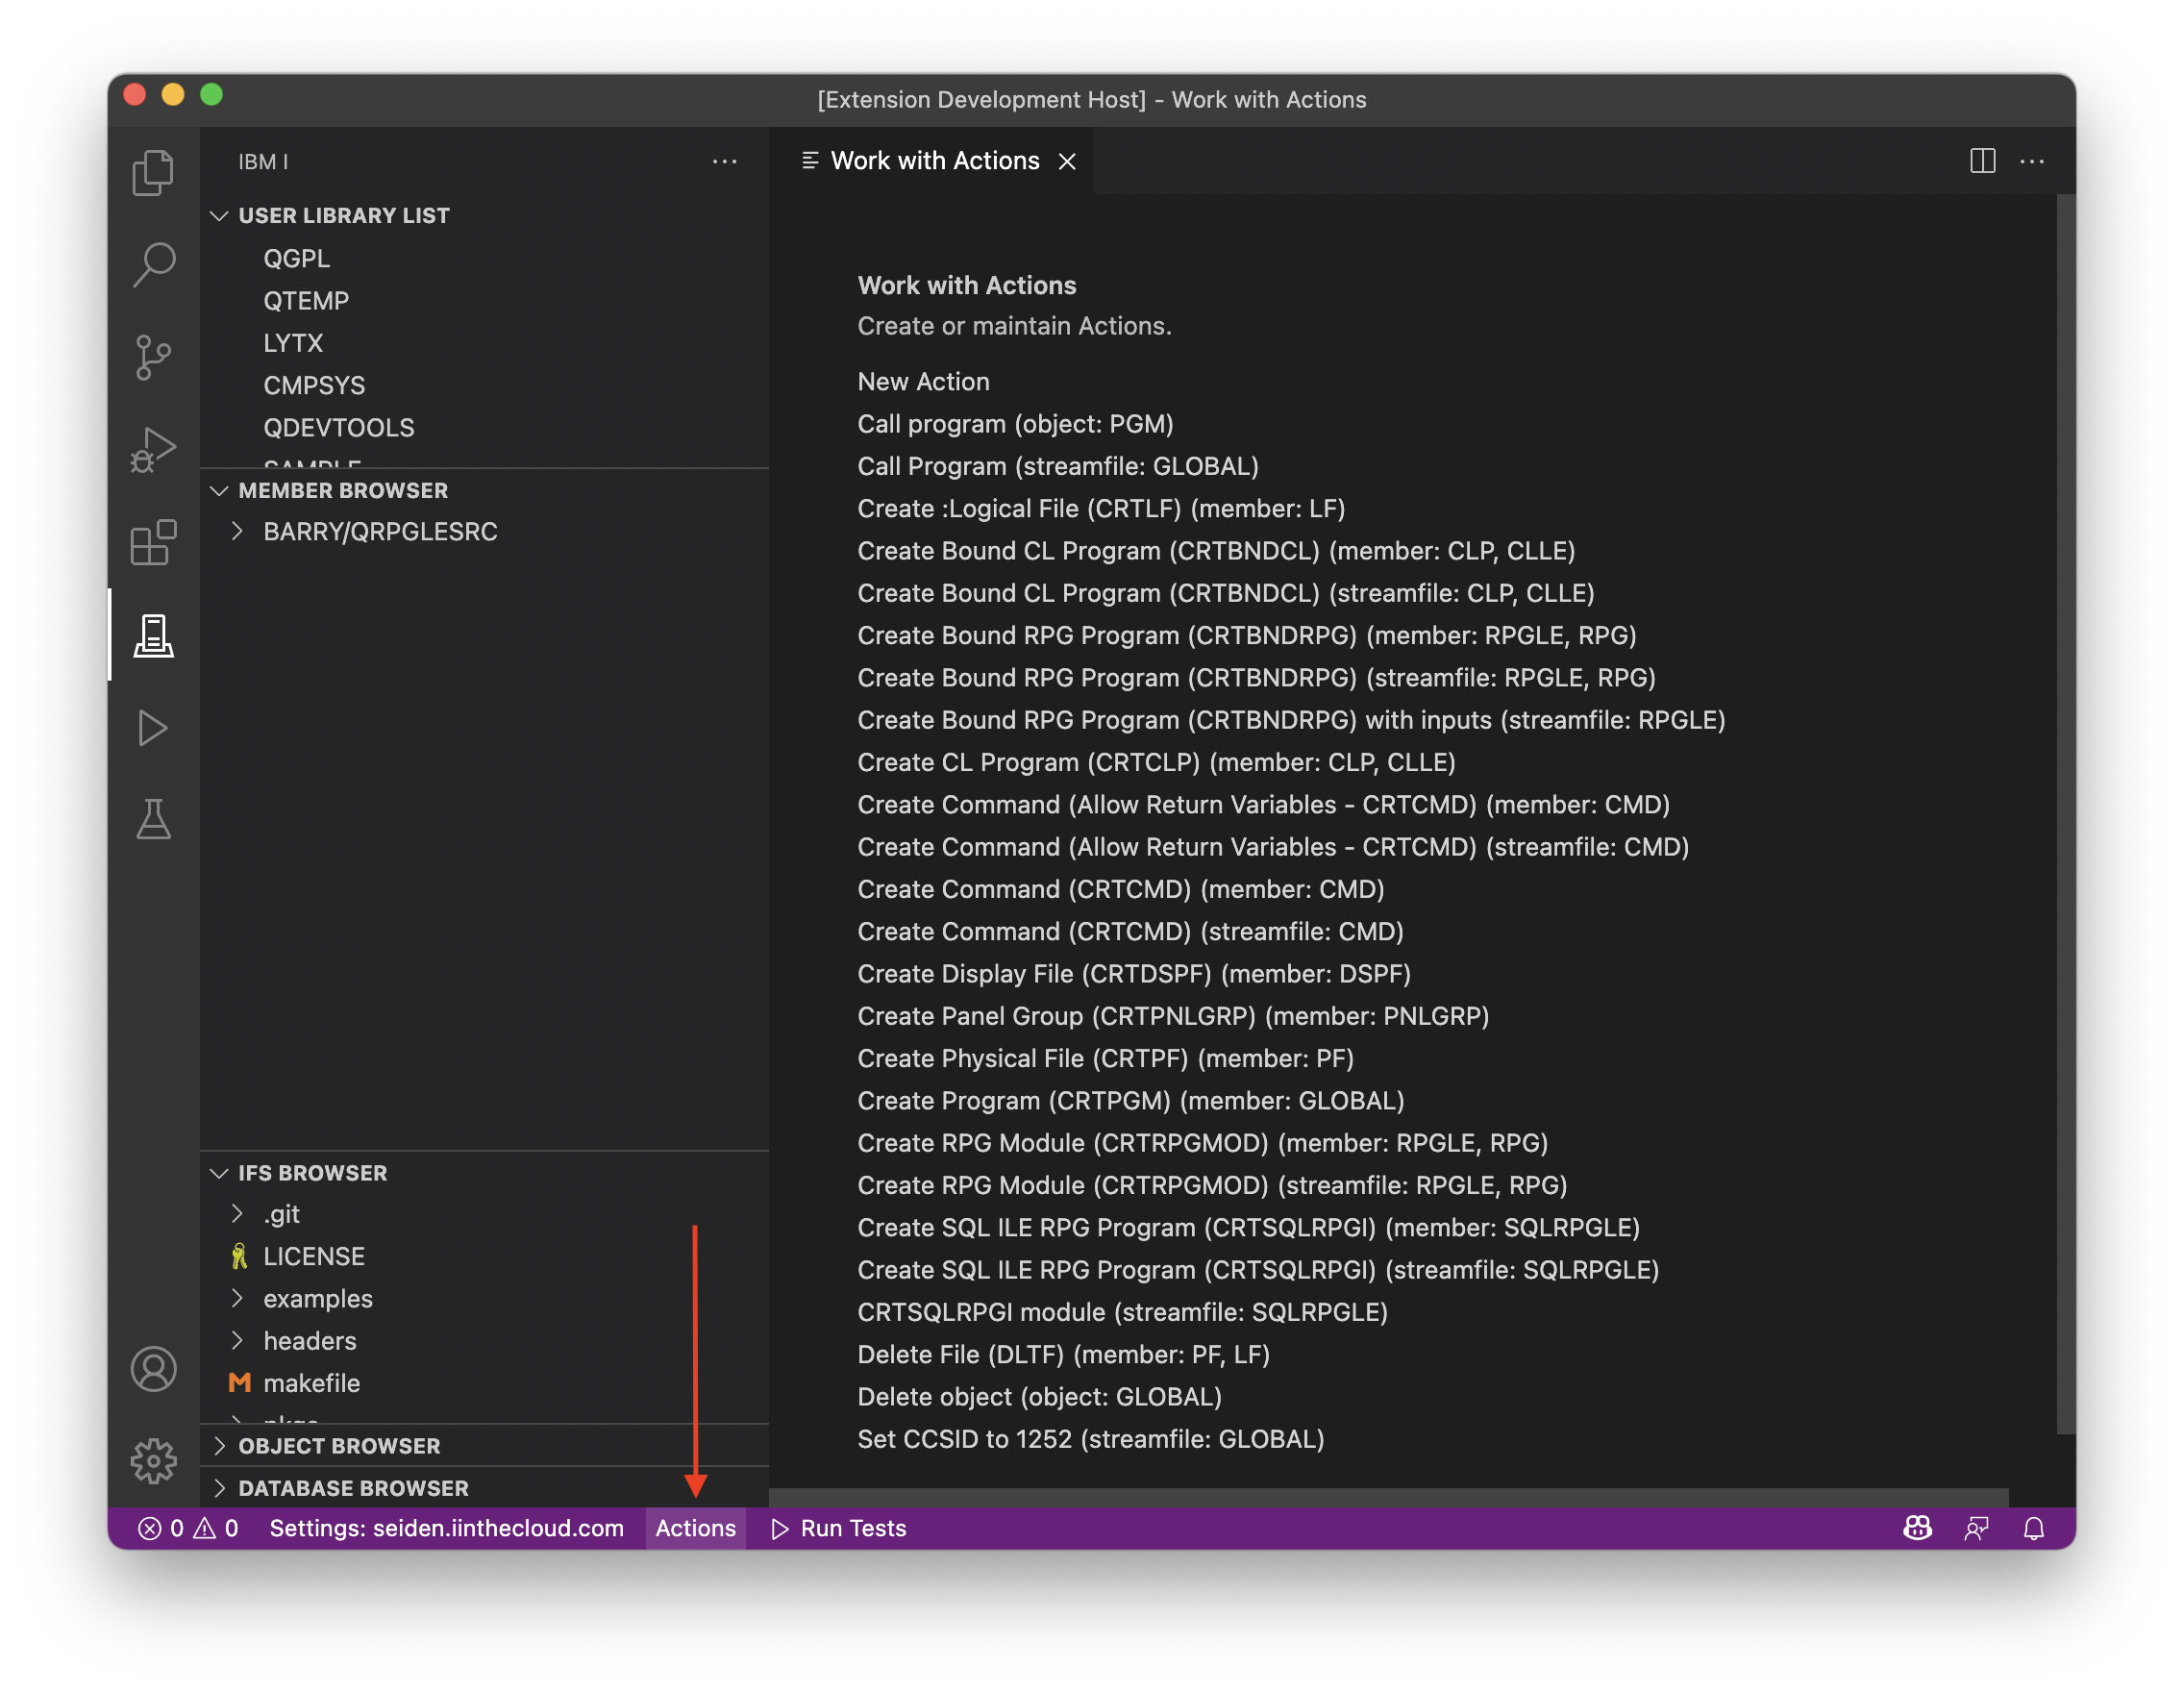 [Extension Development Host] - Work with Actions
IBM I
USER LIBRARY LIST
QGPL
QTEMP
LYTX
CMPSYS
QDEVTOOLS
SAMPLE
MEMBER BROWSER
BARRY/QRPGLESRC
IFS BROWSER
.git
LICENSE
examples
headers
M makefile
OBJECT BROWSER
DATABASE BROWSER
Work with Actions
Work with Actions
Create or maintain Actions.
New Action
Call program (object: PGM)
Call Program (streamfile: GLOBAL)
Create :Logical File (CRTLF) (member: LF)
Create Bound CL Program (CRTBNDCL) (member: CLP, CLLE)
Create Bound CL Program (CRTBNDCL) (streamfile: CLP, CLLE)
Create Bound RPG Program (CRTBNDRPG) (member: RPGLE, RPG)
Create Bound RPG Program (CRTBNDRPG) (streamfile: RPGLE, RPG)
Create Bound RPG Program (CRTBNDRPG) with inputs (streamfile: RPGLE)
Create CL Program (CRTCLP) (member: CLP, CLLE)
Create Command (Allow Return Variables - CRTCMD) (member: CMD)
Create Command (Allow Return Variables - CRTCMD) (streamfile: CMD)
Create Command (CRTCMD) (member: CMD)
Create Command (CRTCMD) (streamfile: CMD)
Create Display File (CRTDSPF) (member: DSPF)
Create Panel Group (CRTPNLGRP) (member: PNLGRP)
Create Physical File (CRTPF) (member: PF)
Create Program (CRTPGM) (member: GLOBAL)
Create RPG Module (CRTRPGMOD) (member: RPGLE, RPG)
Create RPG Module (CRTRPGMOD) (streamfile: RPGLE, RPG)
Create SQL ILE RPG Program (CRTSQLRPGI) (member: SQLRPGLE)
Create SQL ILE RPG Program (CRTSQLRPGI) (streamfile: SQLRPGLE)
CRTSQLRPGI module (streamfile: SQLRPGLE)
Delete File (DLTF) (member: PF, LF)
Delete object (object: GLOBAL)
Set CCSID to 1252 (streamfile: GLOBAL)
0 0 Settings: seiden.iinthecloud.com Actions Run Tests